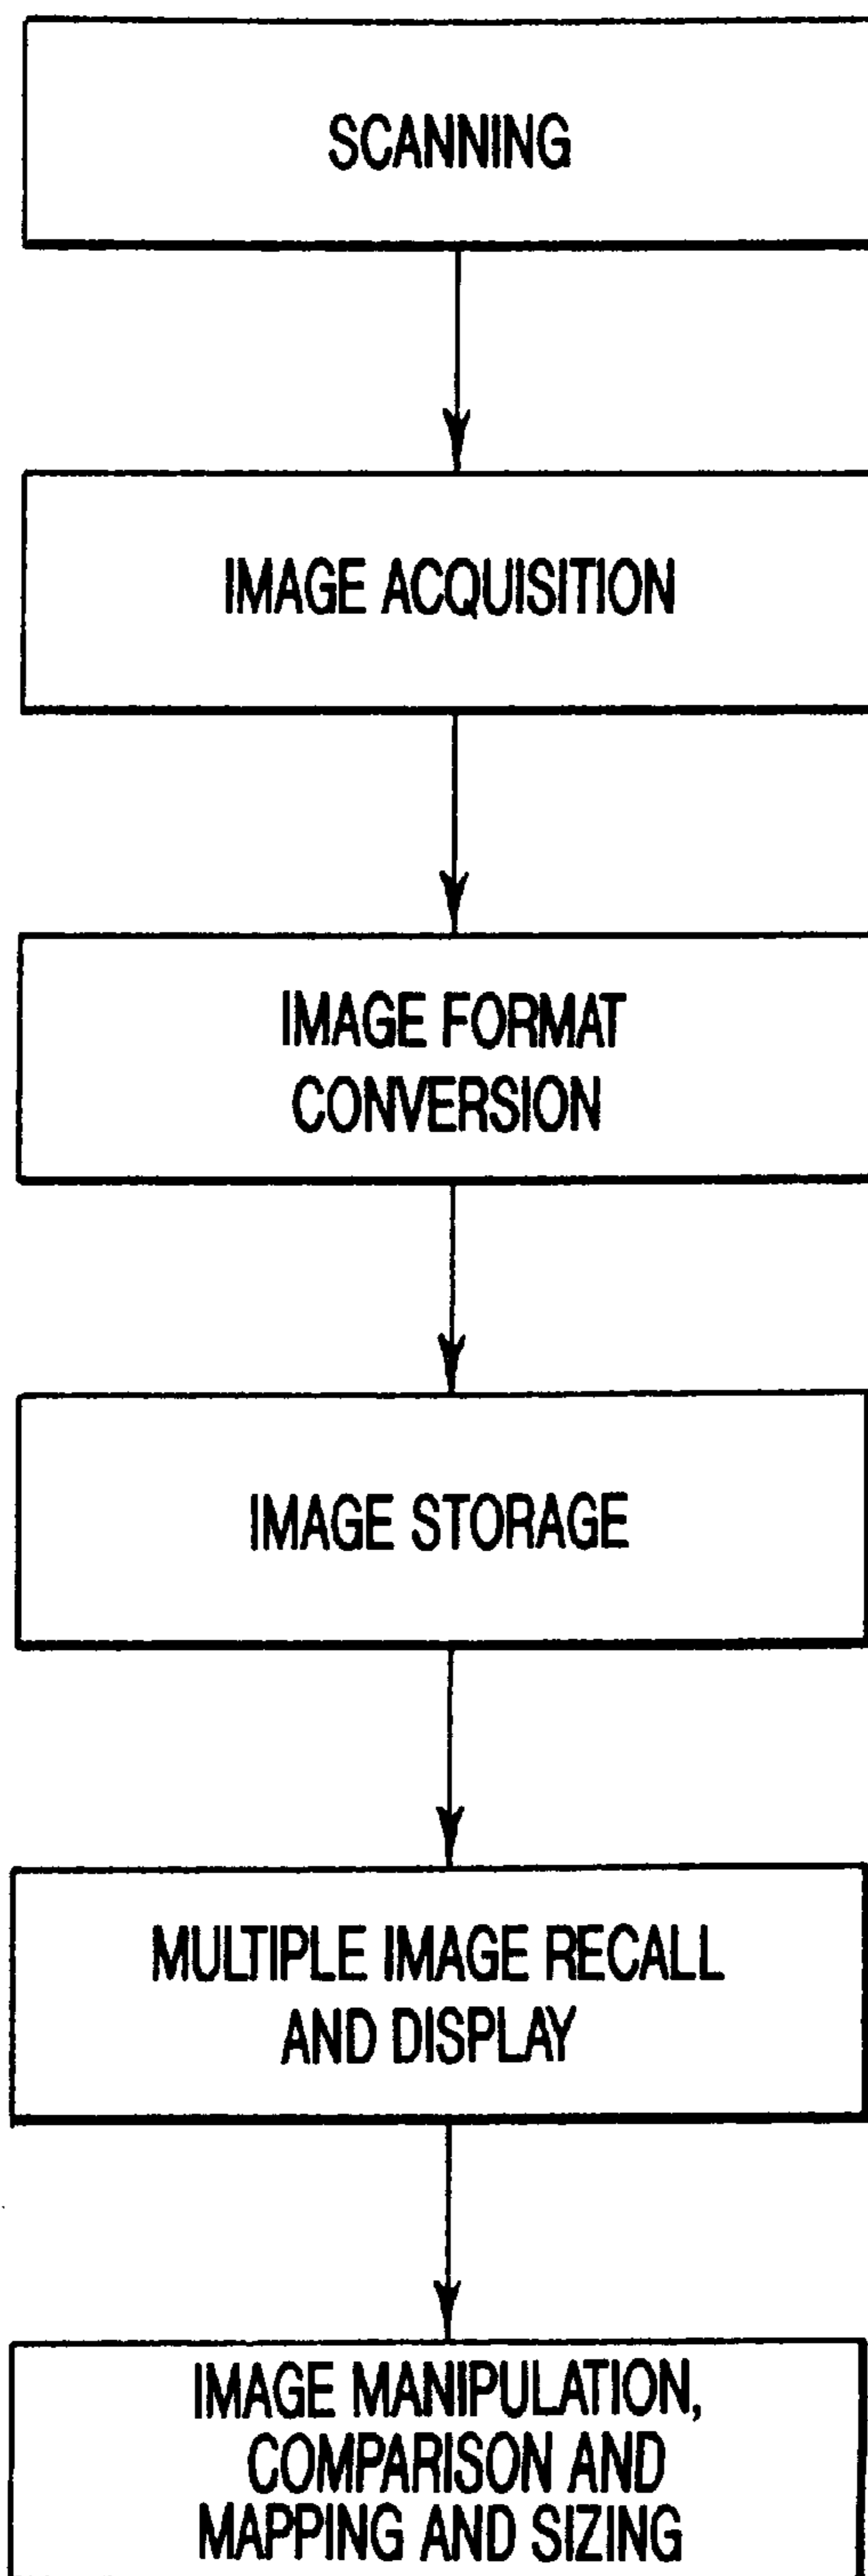 SCANNING
IMAGE ACQUISITION
IMAGE FORMAT
CONVERSION
IMAGE STORAGE
MULTIPLE IMAGE RECALL
AND DISPLAY
IMAGE MANIPULATION,
COMPARISON AND
MAPPING AND SIZING